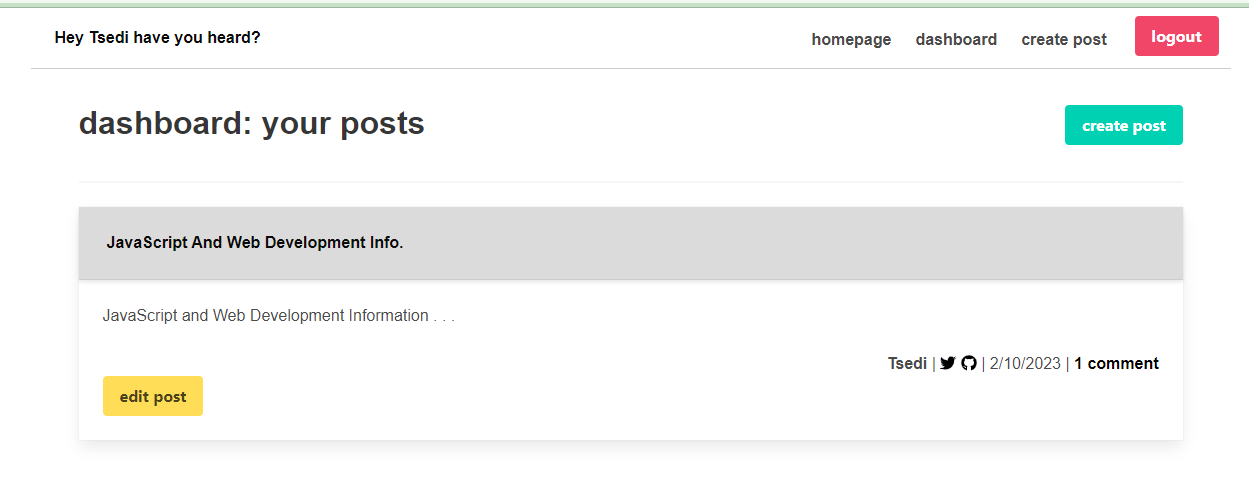 Hey Tsedi have you heard?
homepage dashboard create post logout
dashboard: your posts
create post
JavaScript And Web Development Info.
JavaScript and Web Development Information . . .
Tsedi | | 2/10/2023 | 1 comment
edit post